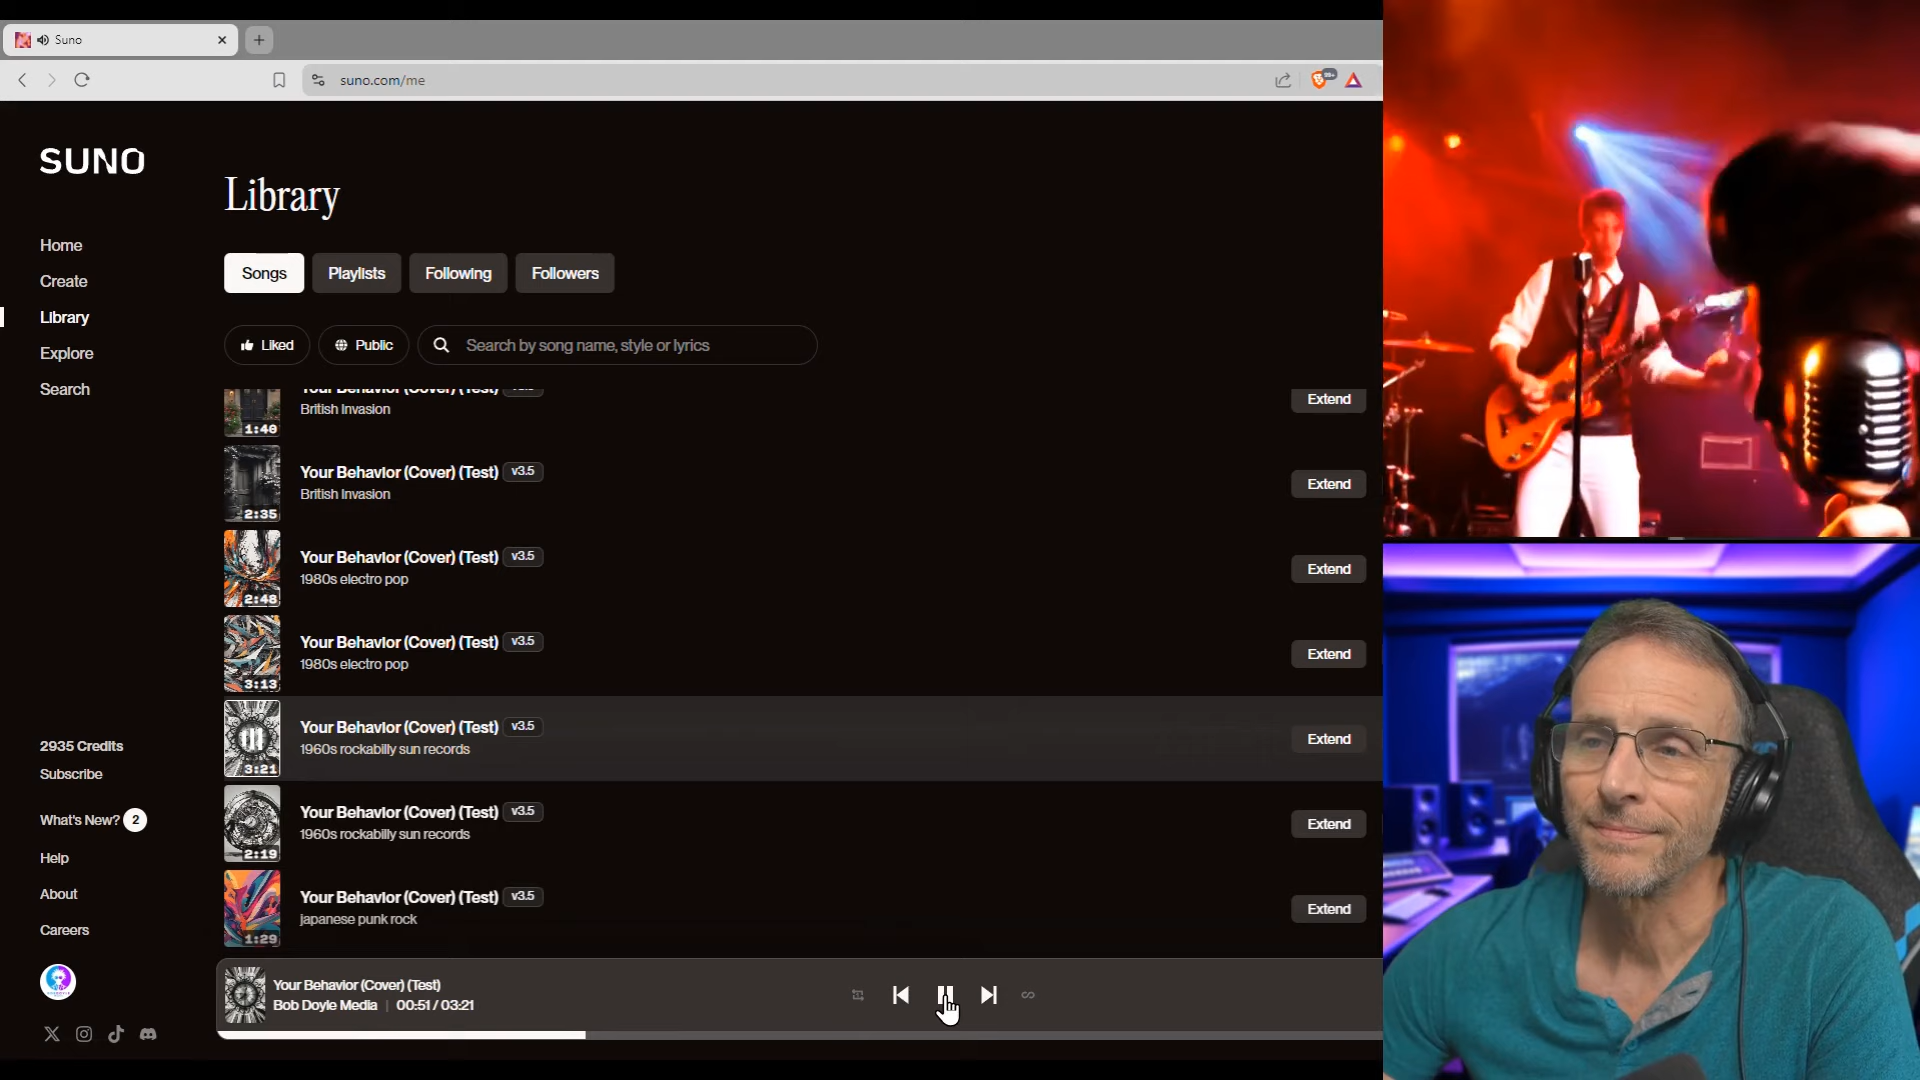 Suno
suno.com/me
99+
SUNO
Home
Create
Library
Explore
Search
2935 Credits
Subscribe
What's New? 2
Help
About
Careers
Library
Songs
Playlists
Following
Followers
Liked
Public
Search by song name, style or lyrics
Your Behavior (Cover) (Test)
British Invasion
1:40
Extend
Your Behavior (Cover) (Test) v3.5
British Invasion
2:35
Extend
Your Behavior (Cover) (Test) v3.5
1980s electro pop
2:48
Extend
Your Behavior (Cover) (Test) v3.5
1980s electro pop
3:13
Extend
Your Behavior (Cover) (Test) v3.5
1960s rockabilly sun records
3:21
Extend
Your Behavior (Cover) (Test) v3.5
1960s rockabilly sun records
2:19
Extend
Your Behavior (Cover) (Test) v3.5
japanese punk rock
1:29
Extend
Your Behavior (Cover) (Test)
Bob Doyle Media | 00:51 / 03:21